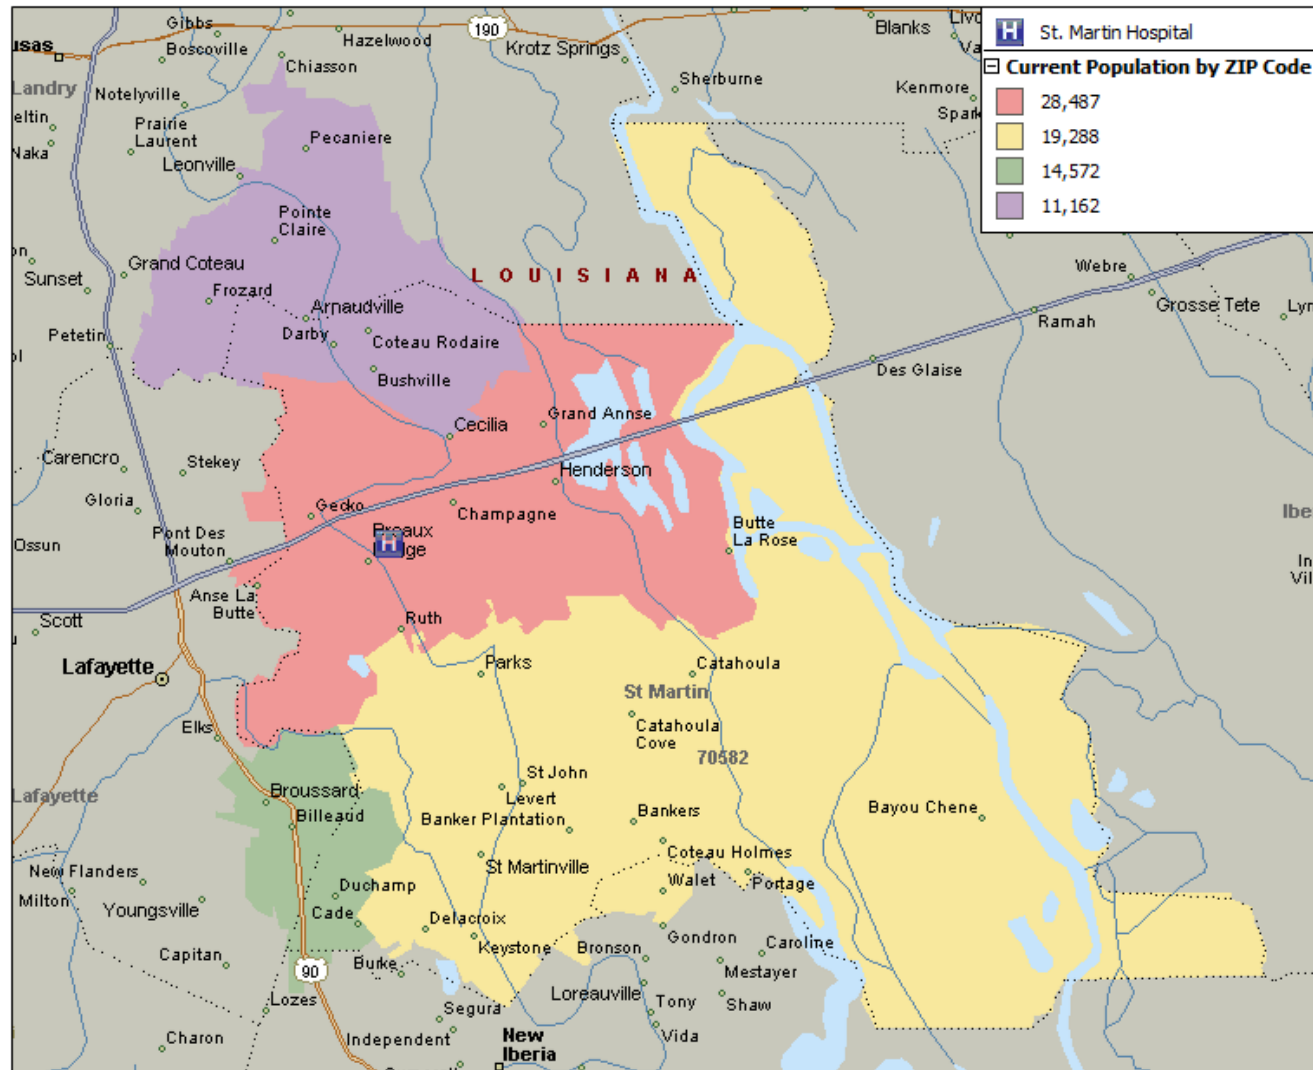 Gibbs
Hazelwood
190
Krotz Springs
Blanks
St. Martin Hospital
Current Population by ZIP Code
28,487
19,288
14,572
11,162
usas
Boscoville
Chiasson
Sherburne
Kenmore
Landry
Notelyville
eltin
Prairie
Laurent
Pecaniere
Naka
Leonville
Pointe
Claire
Grand Coteau
Sunset
Frozard
LOUISIANA
Webre
Grosse Tete
Arnaudville
Petetin
Darby
Coteau Rodaire
Ramah
Bushville
Des Glaise
Cecilia
Grand Annse
Carencro
Stekey
Henderson
Gloria
Gecko
Champagne
Ossun
Pont Des
Mouton
Breaux
H
Butte
La Rose
Anse La
Butte
Scott
Ruth
Lafayette
Parks
Catahoula
St Martin
Elks
Catahoula
Cove
70582
Lafayette
Broussard
St John
Levert
Billeaud
Banker Plantation
Bankers
Bayou Chene
New Flanders
St Martinville
Coteau Holmes
Milton
Youngsville
Duchamp
Walet
Portage
Cade
Delacroix
Capitan
Keystone
Bronson
Gondron
Caroline
90
Burke
Mestayer
Lozes
Loreauville
Tony
Shaw
Segura
Charon
Independent
New
Iberia
Vida